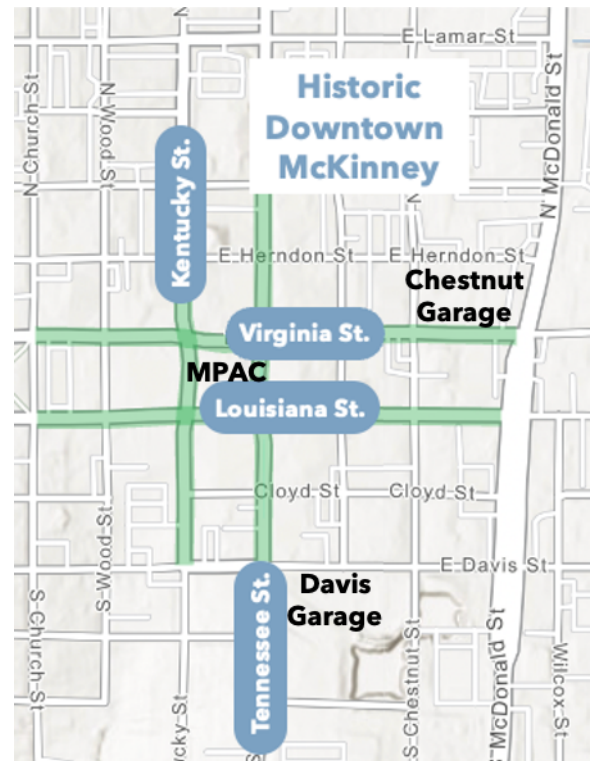 E Lamar St
Historic
Downtown
McKinney
N Church St
N Wood St
N McDonald St
Kentucky St.
E Herndon St
E Herndon St
Chestnut
Garage
Virginia St.
MPAC
Louisiana St.
Cloyd St
Cloyd St
E Davis St
S Wood St
S Church St
Tennessee St.
Davis
Garage
S Chestnut St
McDonald St
Wilcox St
ucky St
S